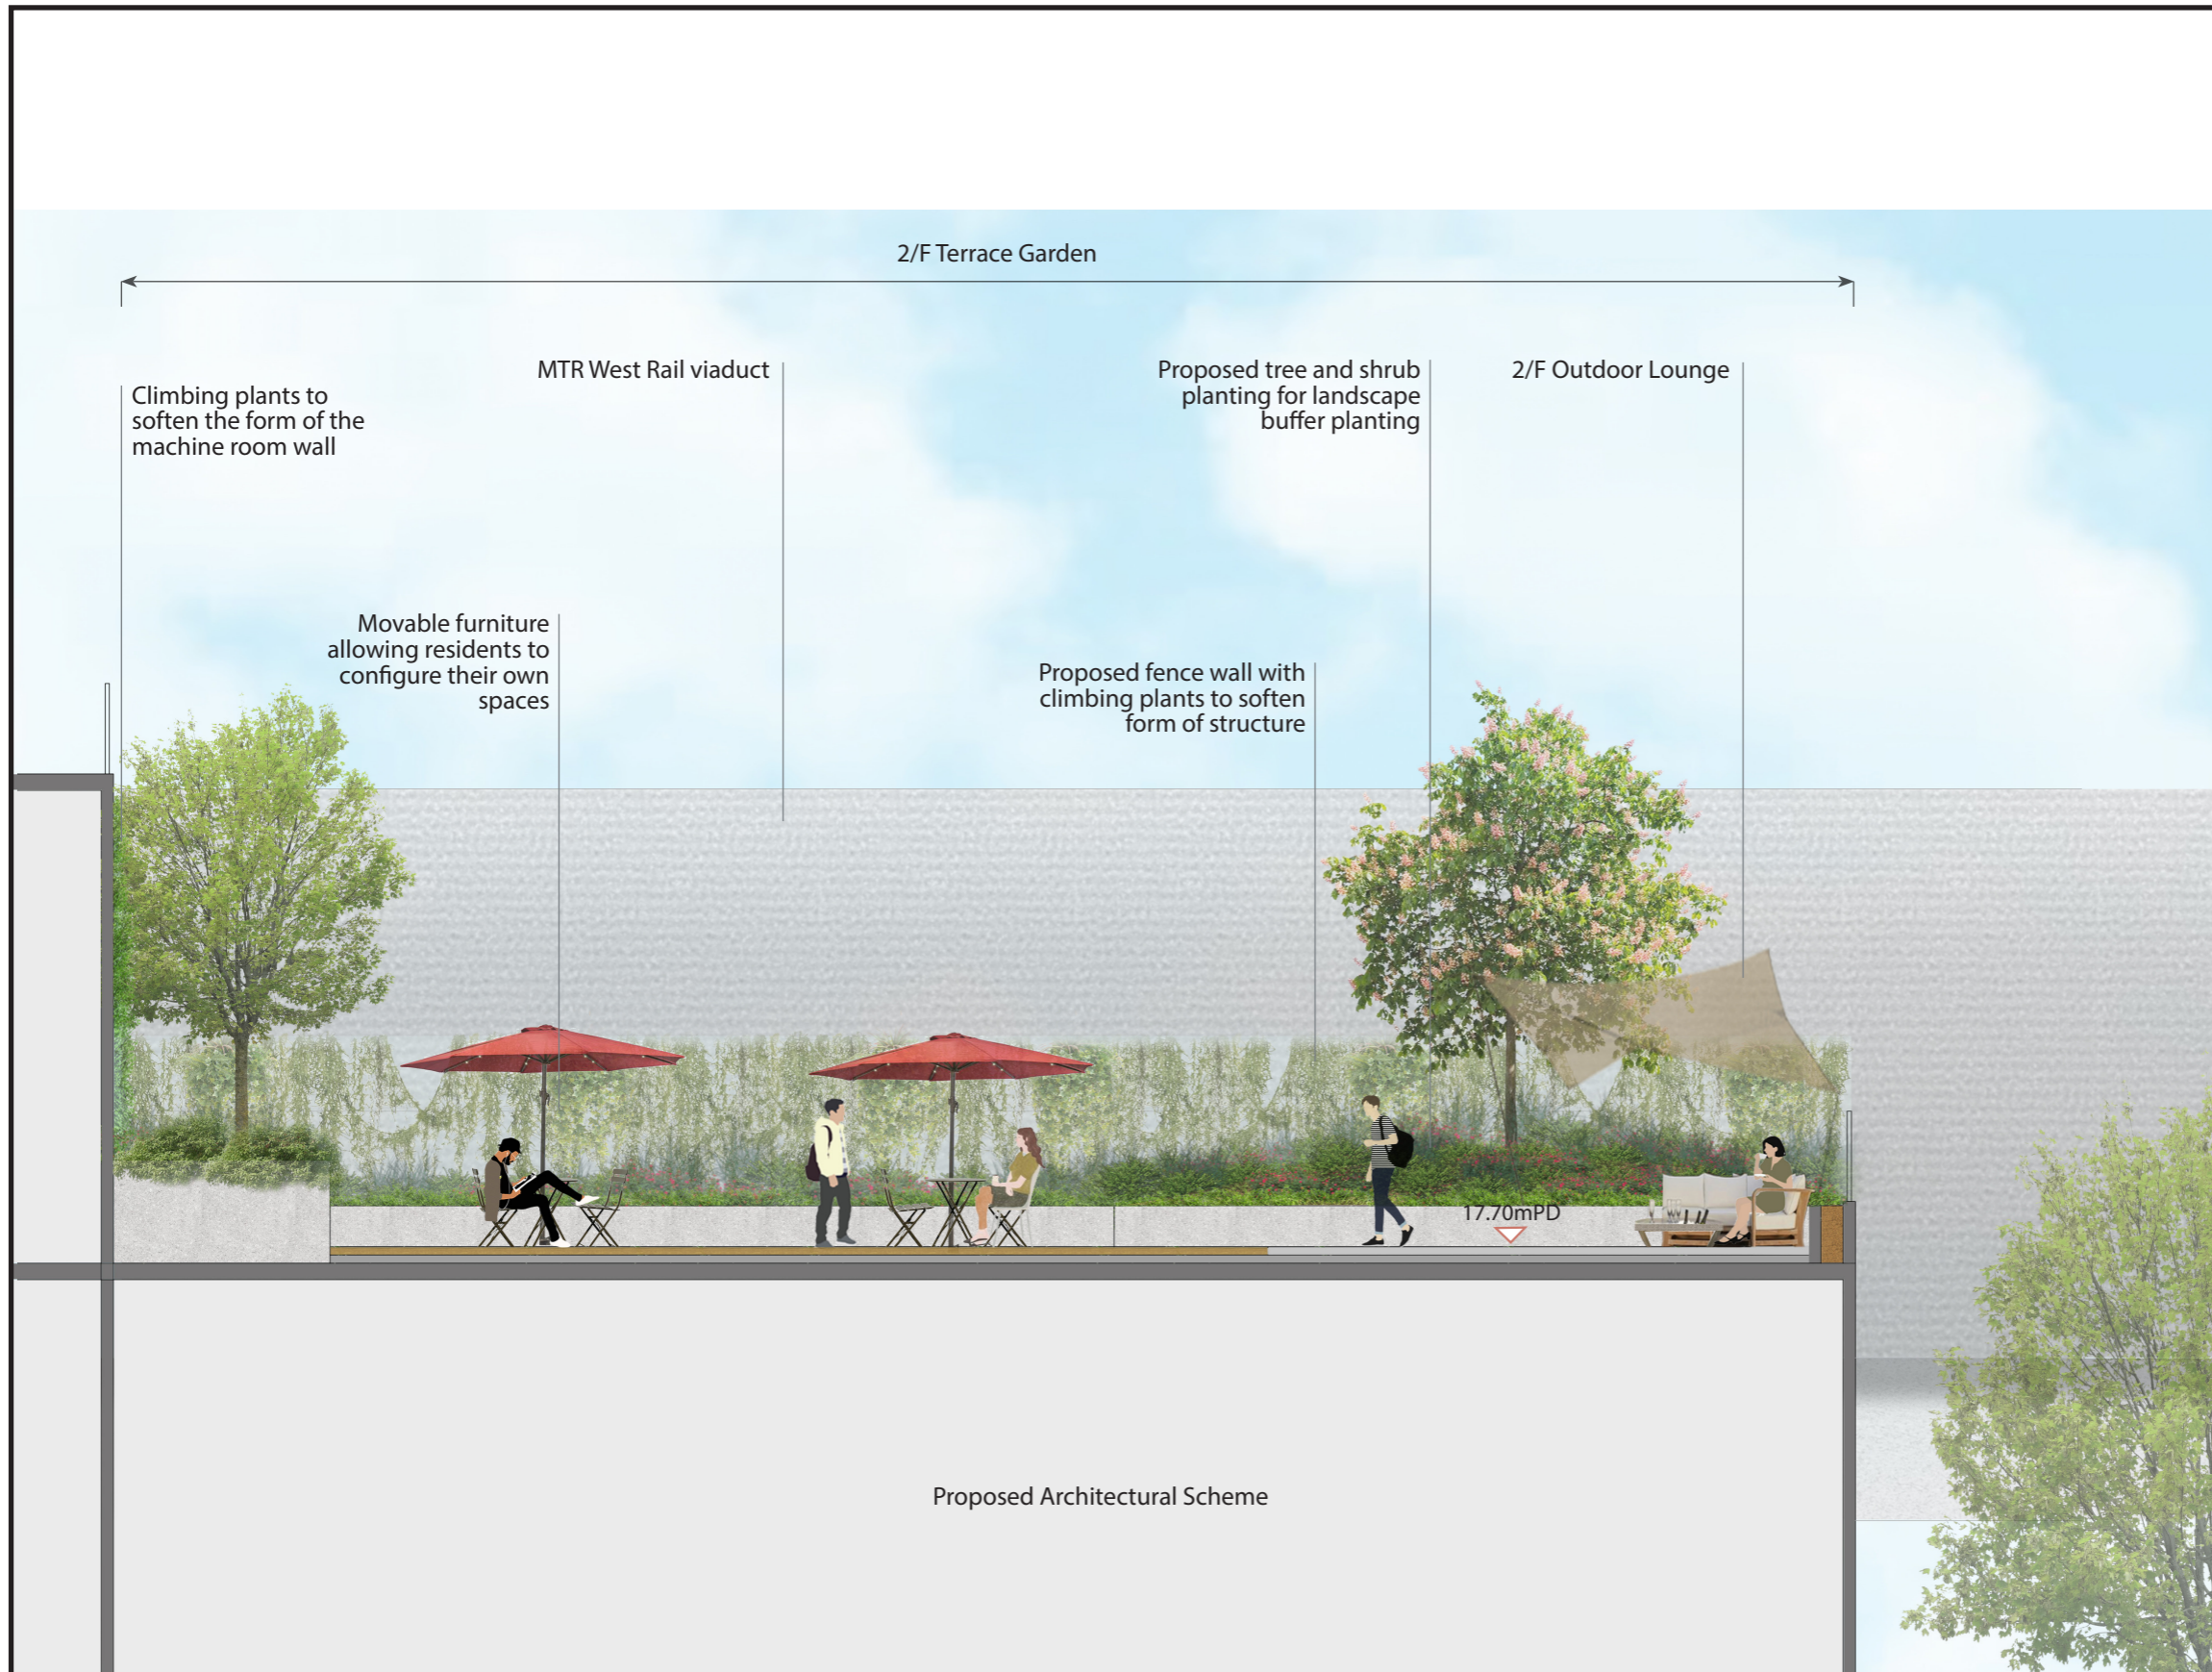 2/F Terrace Garden
Climbing plants to
soften the form of the
machine room wall
MTR West Rail viaduct
Proposed tree and shrub
planting for landscape
buffer planting
2/F Outdoor Lounge
Movable furniture
allowing residents to
configure their own
spaces
Proposed fence wall with
climbing plants to soften
form of structure
17.70mPD
Proposed Architectural Scheme